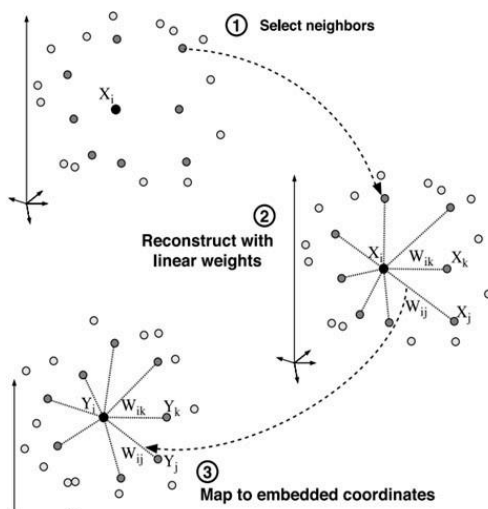 ① Select neighbors
X_i
②
Reconstruct with
linear weights
X_i
W_ik
X_k
W_ij
X_j
Y_i
W_ik
Y_k
W_ij
Y_j
③
Map to embedded coordinates